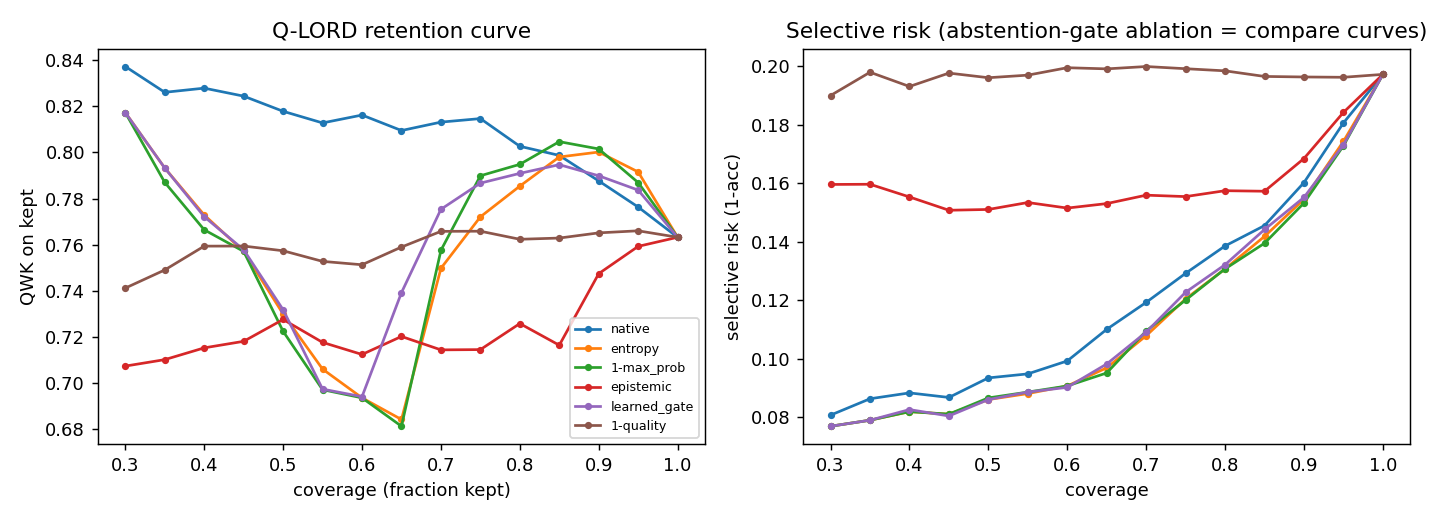 Q-LORD retention curve
QWK on kept
0.84
0.82
0.80
0.78
0.76
0.74
0.72
0.70
0.68
0.3 0.4 0.5 0.6 0.7 0.8 0.9 1.0
coverage (fraction kept)
native
entropy
1-max_prob
epistemic
learned_gate
1-quality
Selective risk (abstention-gate ablation = compare curves)
selective risk (1-acc)
0.20
0.18
0.16
0.14
0.12
0.10
0.08
0.3 0.4 0.5 0.6 0.7 0.8 0.9 1.0
coverage